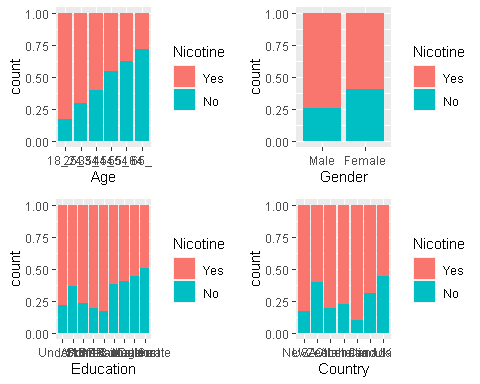 1.00
0.75
0.50
0.25
0.00
count
Age
Nicotine
Yes
No
1.00
0.75
0.50
0.25
0.00
count
Male Female
Gender
Nicotine
Yes
No
1.00
0.75
0.50
0.25
0.00
count
Education
Nicotine
Yes
No
1.00
0.75
0.50
0.25
0.00
count
Country
Nicotine
Yes
No